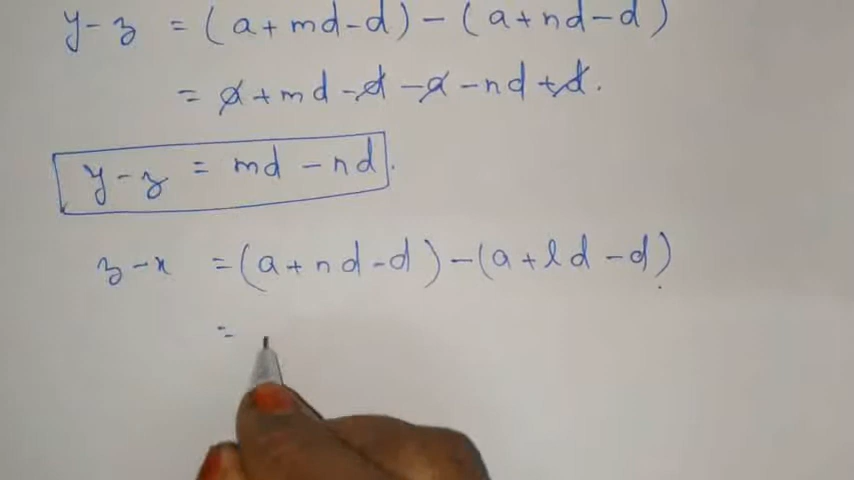 y-z = (a+md-d) - (a+nd-d)
= a+md-d-a-nd+d.
y-z = md-nd.
z-x = (a+nd-d) - (a+ld-d)
=